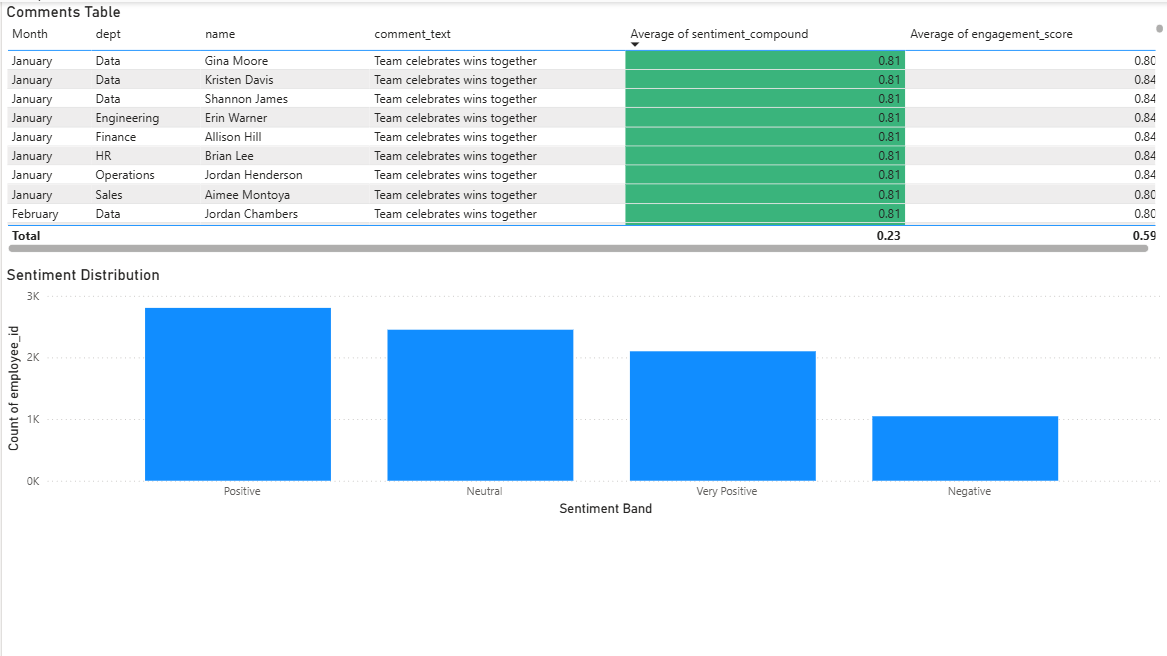 Comments Table
Month dept name comment_text Average of sentiment_compound Average of engagement_score
January Data Gina Moore Team celebrates wins together 0.81 0.80
January Data Kristen Davis Team celebrates wins together 0.81 0.84
January Data Shannon James Team celebrates wins together 0.81 0.84
January Engineering Erin Warner Team celebrates wins together 0.81 0.84
January Finance Allison Hill Team celebrates wins together 0.81 0.84
January HR Brian Lee Team celebrates wins together 0.81 0.84
January Operations Jordan Henderson Team celebrates wins together 0.81 0.84
January Sales Aimee Montoya Team celebrates wins together 0.81 0.80
February Data Jordan Chambers Team celebrates wins together 0.81 0.80
Total 0.23 0.59
Sentiment Distribution
Count of employee_id
3K
2K
1K
0K
Positive Neutral Very Positive Negative
Sentiment Band